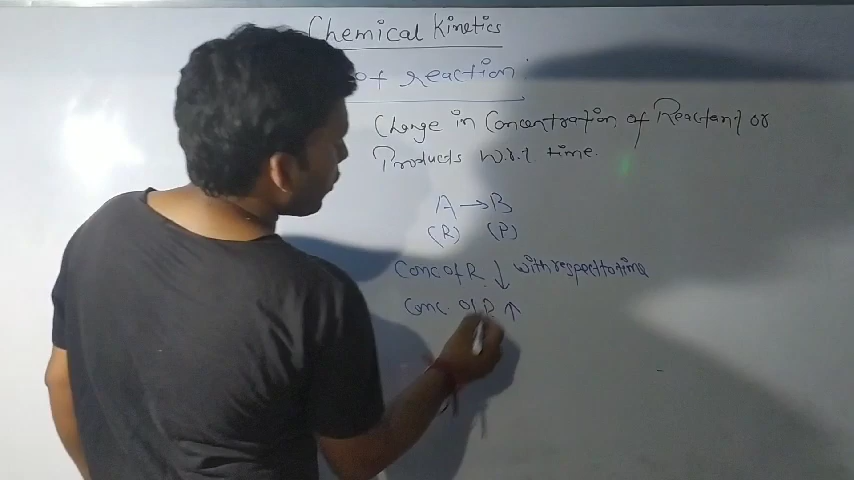 Chemical Kinetics
of reaction
Change in Concentration of Reactant or
Products w.r.t time.
A → B
(R) (P)
Conc of R ↓ with respect to time
Conc. of P ↑